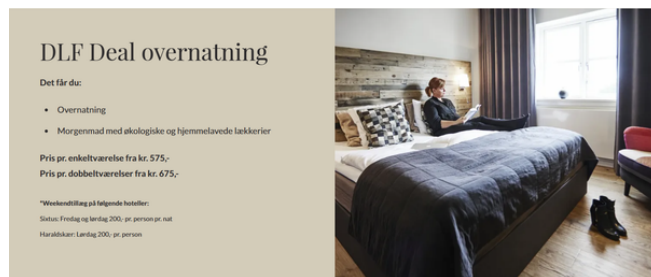 DLF Deal overnatning
Det får du:
• Overnatning
• Morgenmad med økologiske og hjemmelavede lækkerier
Pris pr. enkeltværelse fra kr. 575,-
Pris pr. dobbeltværelser fra kr. 675,-
*Weekendtillæg på følgende hoteller:
Sixtus: Fredag og lørdag 200,- pr. person pr. nat
Haraldskær: Lørdag 200,- pr. person